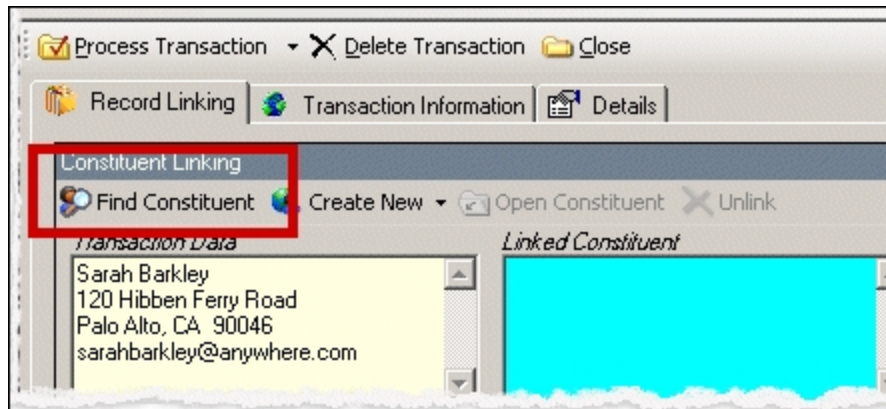 Process Transaction Delete Transaction Close
Record Linking Transaction Information Details
Constituent Linking
Find Constituent Create New Open Constituent Unlink
Transaction Data Linked Constituent
Sarah Barkley
120 Hibben Ferry Road
Palo Alto, CA 90046
sarahbarkley@anywhere.com